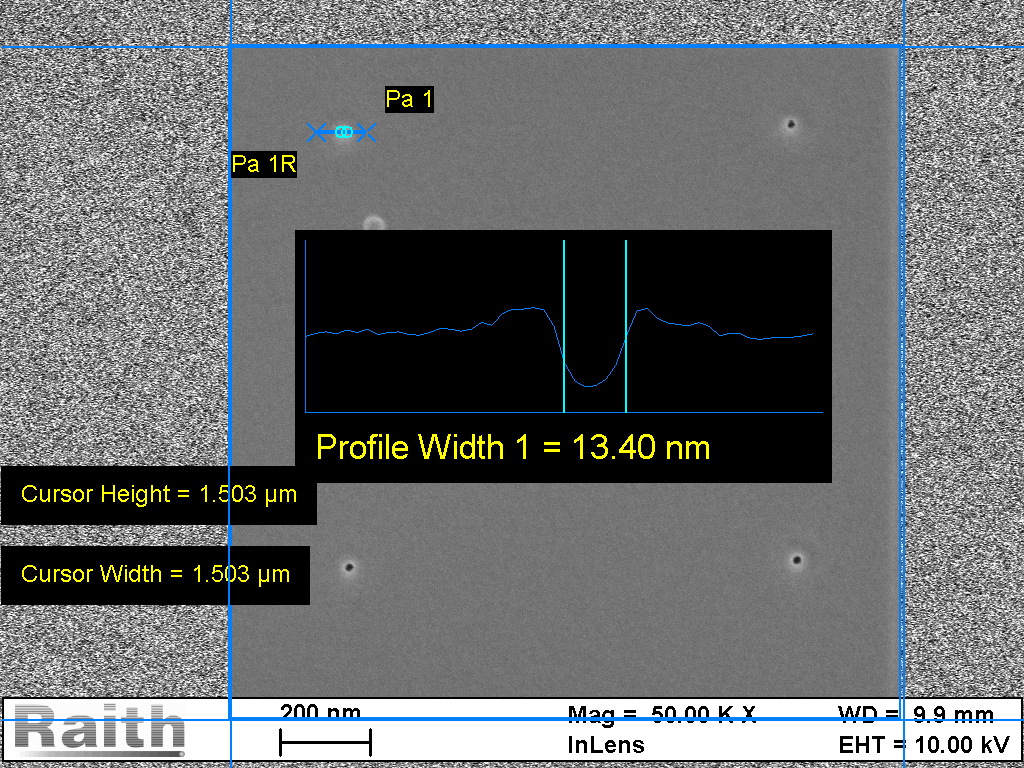 Pa 1
Pa 1R
Profile Width 1 = 13.40 nm
Cursor Height = 1.503 µm
Cursor Width = 1.503 µm
Raith
200 nm
Mag = 50.00 K X
WD = 9.9 mm
InLens
EHT = 10.00 kV